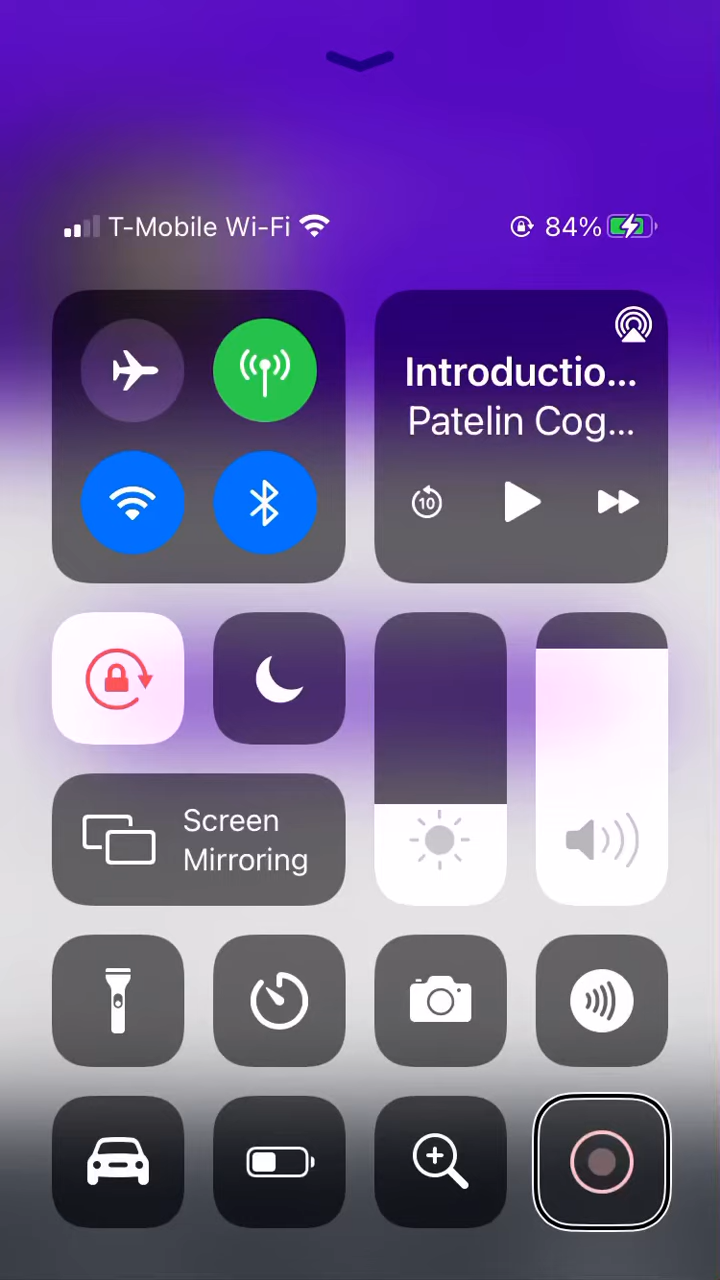 T-Mobile Wi-Fi
84%
Introductio...
Patelin Cog...
10
Screen
Mirroring